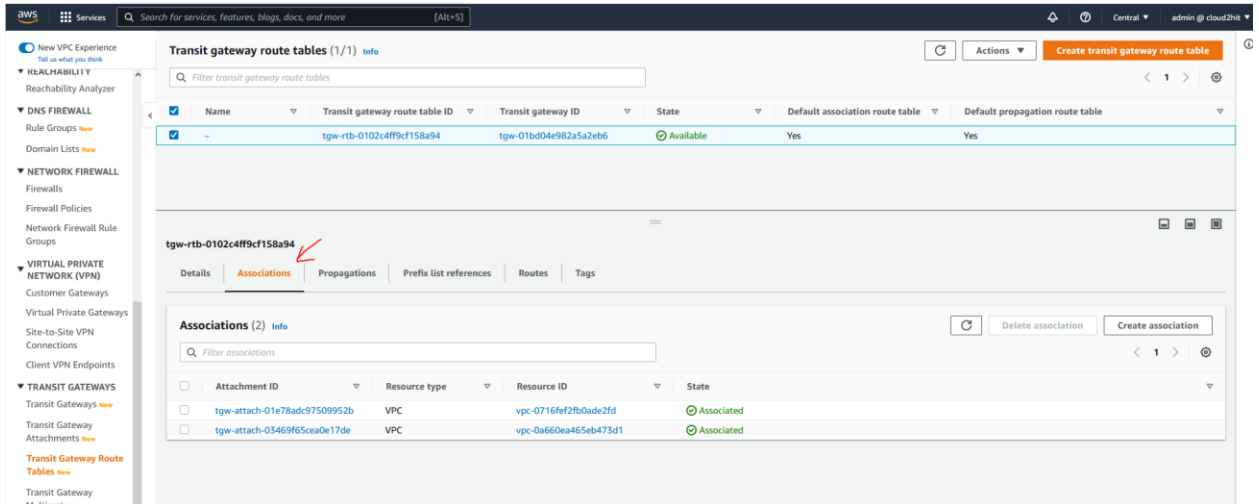 aws
Services
Search for services, features, blogs, docs, and more
[Alt+S]
Central ▼
admin @ cloud2hit ▼
New VPC Experience
Tell us what you think
▼ REACHABILITY
Reachability Analyzer
▼ DNS FIREWALL
Rule Groups New
Domain Lists New
▼ NETWORK FIREWALL
Firewalls
Firewall Policies
Network Firewall Rule
Groups
▼ VIRTUAL PRIVATE
NETWORK (VPN)
Customer Gateways
Virtual Private Gateways
Site-to-Site VPN
Connections
Client VPN Endpoints
▼ TRANSIT GATEWAYS
Transit Gateways New
Transit Gateway
Attachments New
Transit Gateway Route
Tables New
Transit Gateway
Transit gateway route tables (1/1) Info
Actions ▼
Create transit gateway route table
Filter transit gateway route tables
< 1 >
Name Transit gateway route table ID Transit gateway ID State Default association route table Default propagation route table
– tgw-rtb-0102c4ff9cf158a94 tgw-01bd04e982a5a2eb6 Available Yes Yes
tgw-rtb-0102c4ff9cf158a94
Details Associations Propagations Prefix list references Routes Tags
Associations (2) Info
Delete association
Create association
Filter associations
< 1 >
Attachment ID Resource type Resource ID State
tgw-attach-01e78adc97509952b VPC vpc-0716fef2fb0ade2fd Associated
tgw-attach-03469f65cea0e17de VPC vpc-0a660ea465eb473d1 Associated